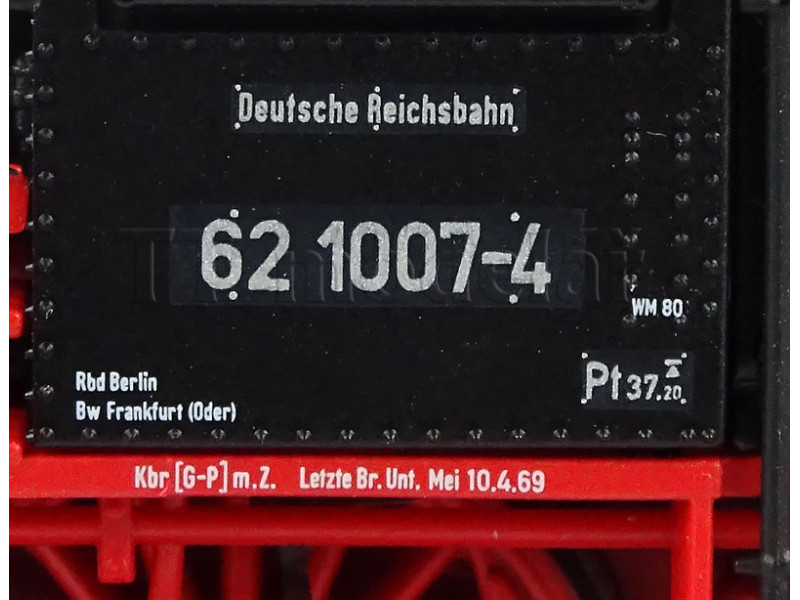 Deutsche Reichsbahn
62 1007-4
WM 80
Pt 37.20
Rbd Berlin
Bw Frankfurt (Oder)
Kbr [G-P] m.Z. Letzte Br. Unt. Mei 10.4.69